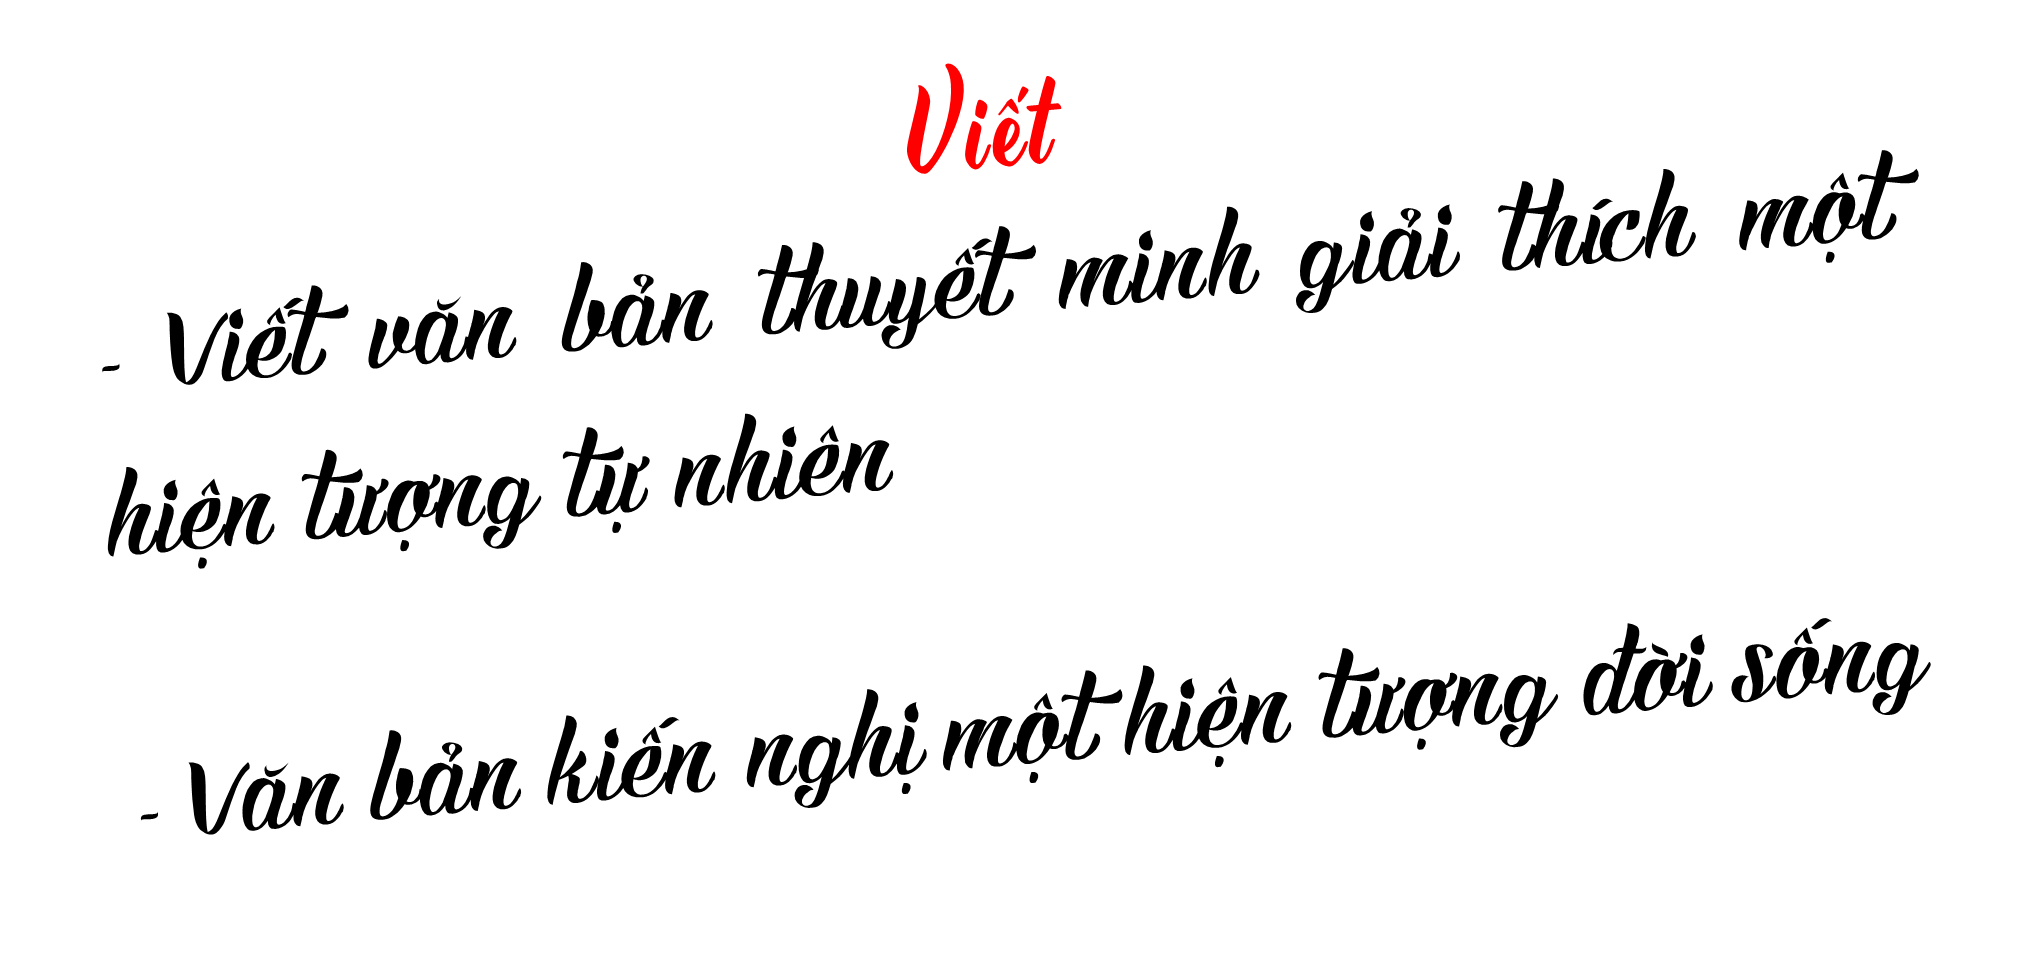 Viết
- Viết văn bản thuyết minh giải thích một
hiện tượng tự nhiên
- Văn bản kiến nghị một hiện tượng đời sống